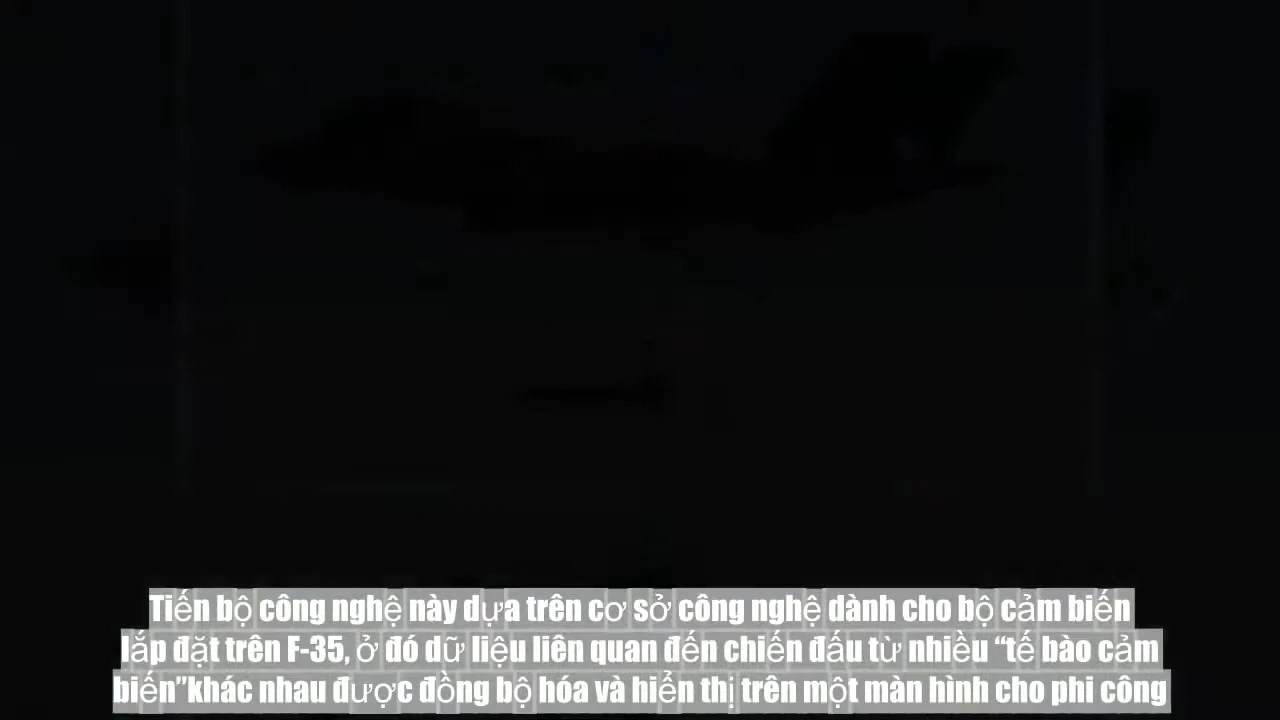 Tiến bộ công nghệ này dựa trên cơ sở công nghệ dành cho bộ cảm biến
lắp đặt trên F-35, ở đó dữ liệu liên quan đến chiến đấu từ nhiều “tế bào cảm
biến”khác nhau được đồng bộ hóa và hiển thị trên một màn hình cho phi công